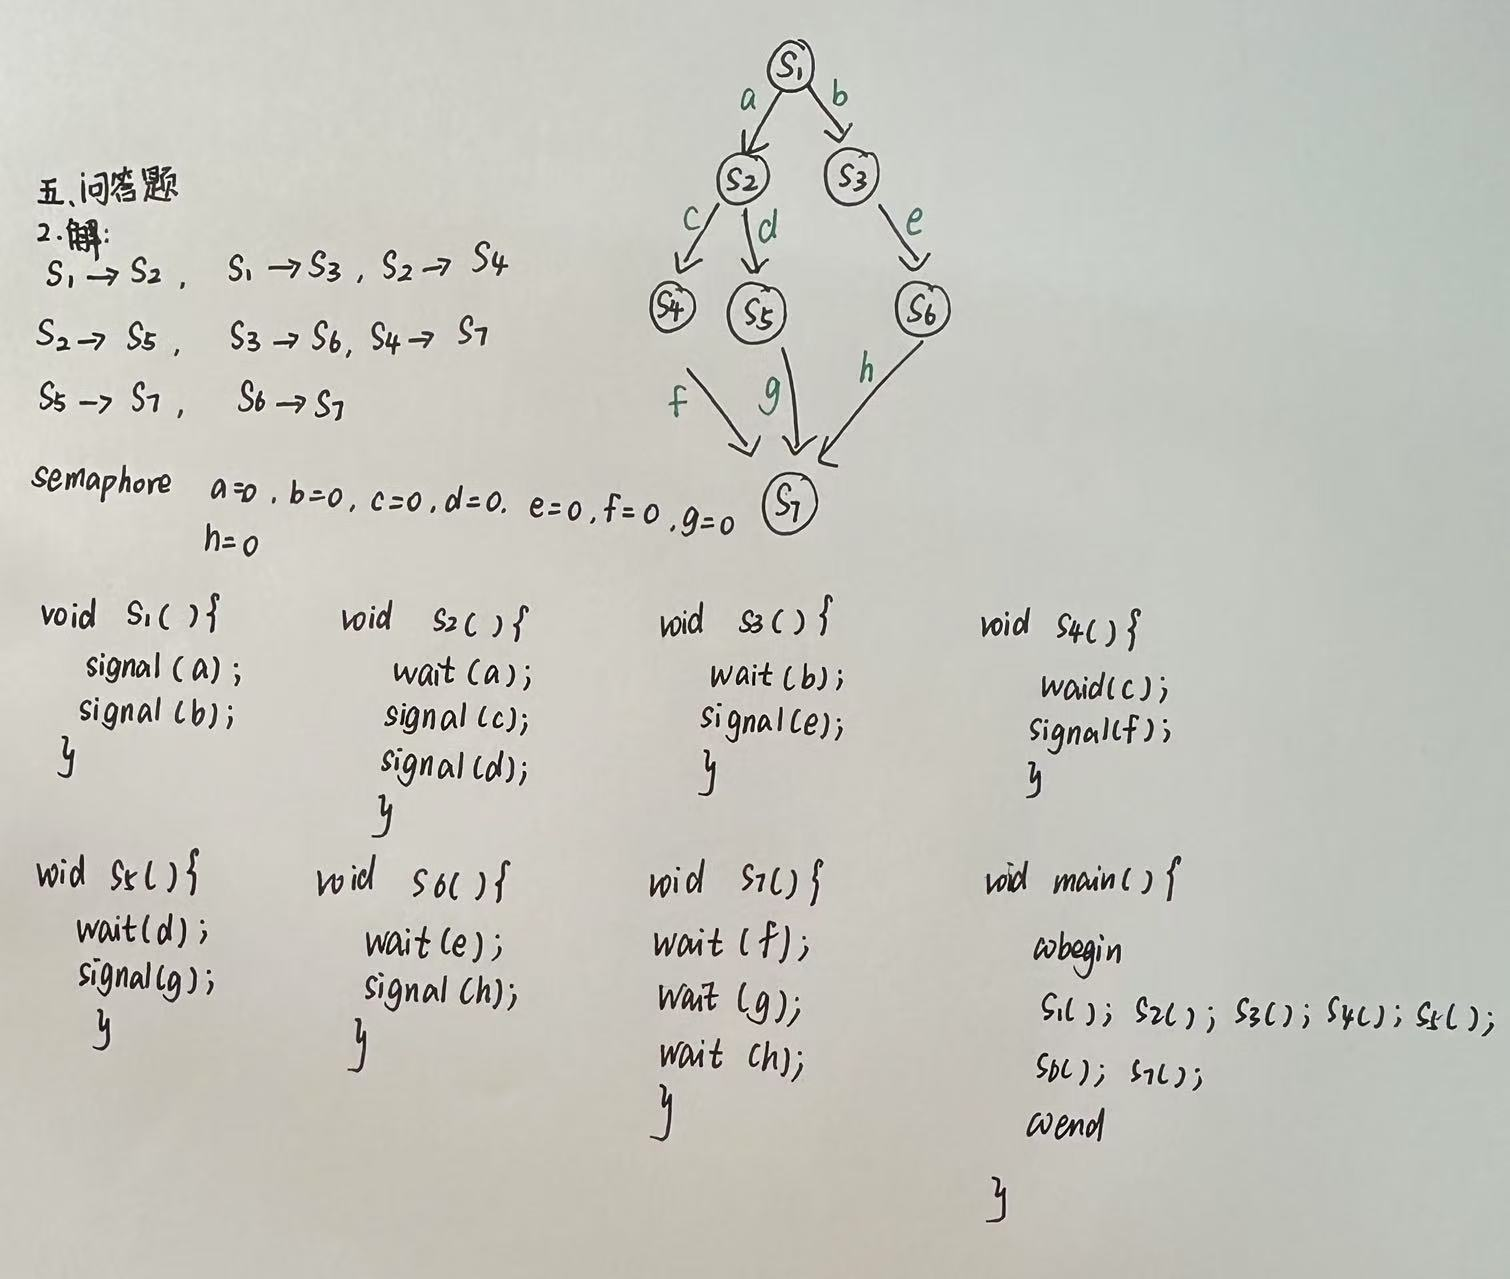 S1
a b
S2 S3
五、问答题
2.解:
c d e
S1 → S2 , S1 → S3 , S2 → S4
S4 S5 S6
S2 → S5 , S3 → S6, S4 → S7
f g h
S5 → S7 , S6 → S7
semaphore a=0 , b=0, c=0, d=0. e=0, f=0 , g=0
S7
h=0
void S1( ){
signal (a) ;
signal (b);
}
void S2( ){
wait (a);
signal (c);
signal (d);
}
void S3( ){
wait (b);
signal(e);
}
void S4( ){
waid(c);
signal(f);
}
void S5( ){
wait(d);
signal(g);
}
void S6( ){
wait (e);
signal (h);
}
void S7( ){
wait (f);
wait (g);
wait (h);
}
void main( ){
wbegin
S1( ); S2( ); S3( ); S4( ); S5( );
S6( ); S7( );
wend
}